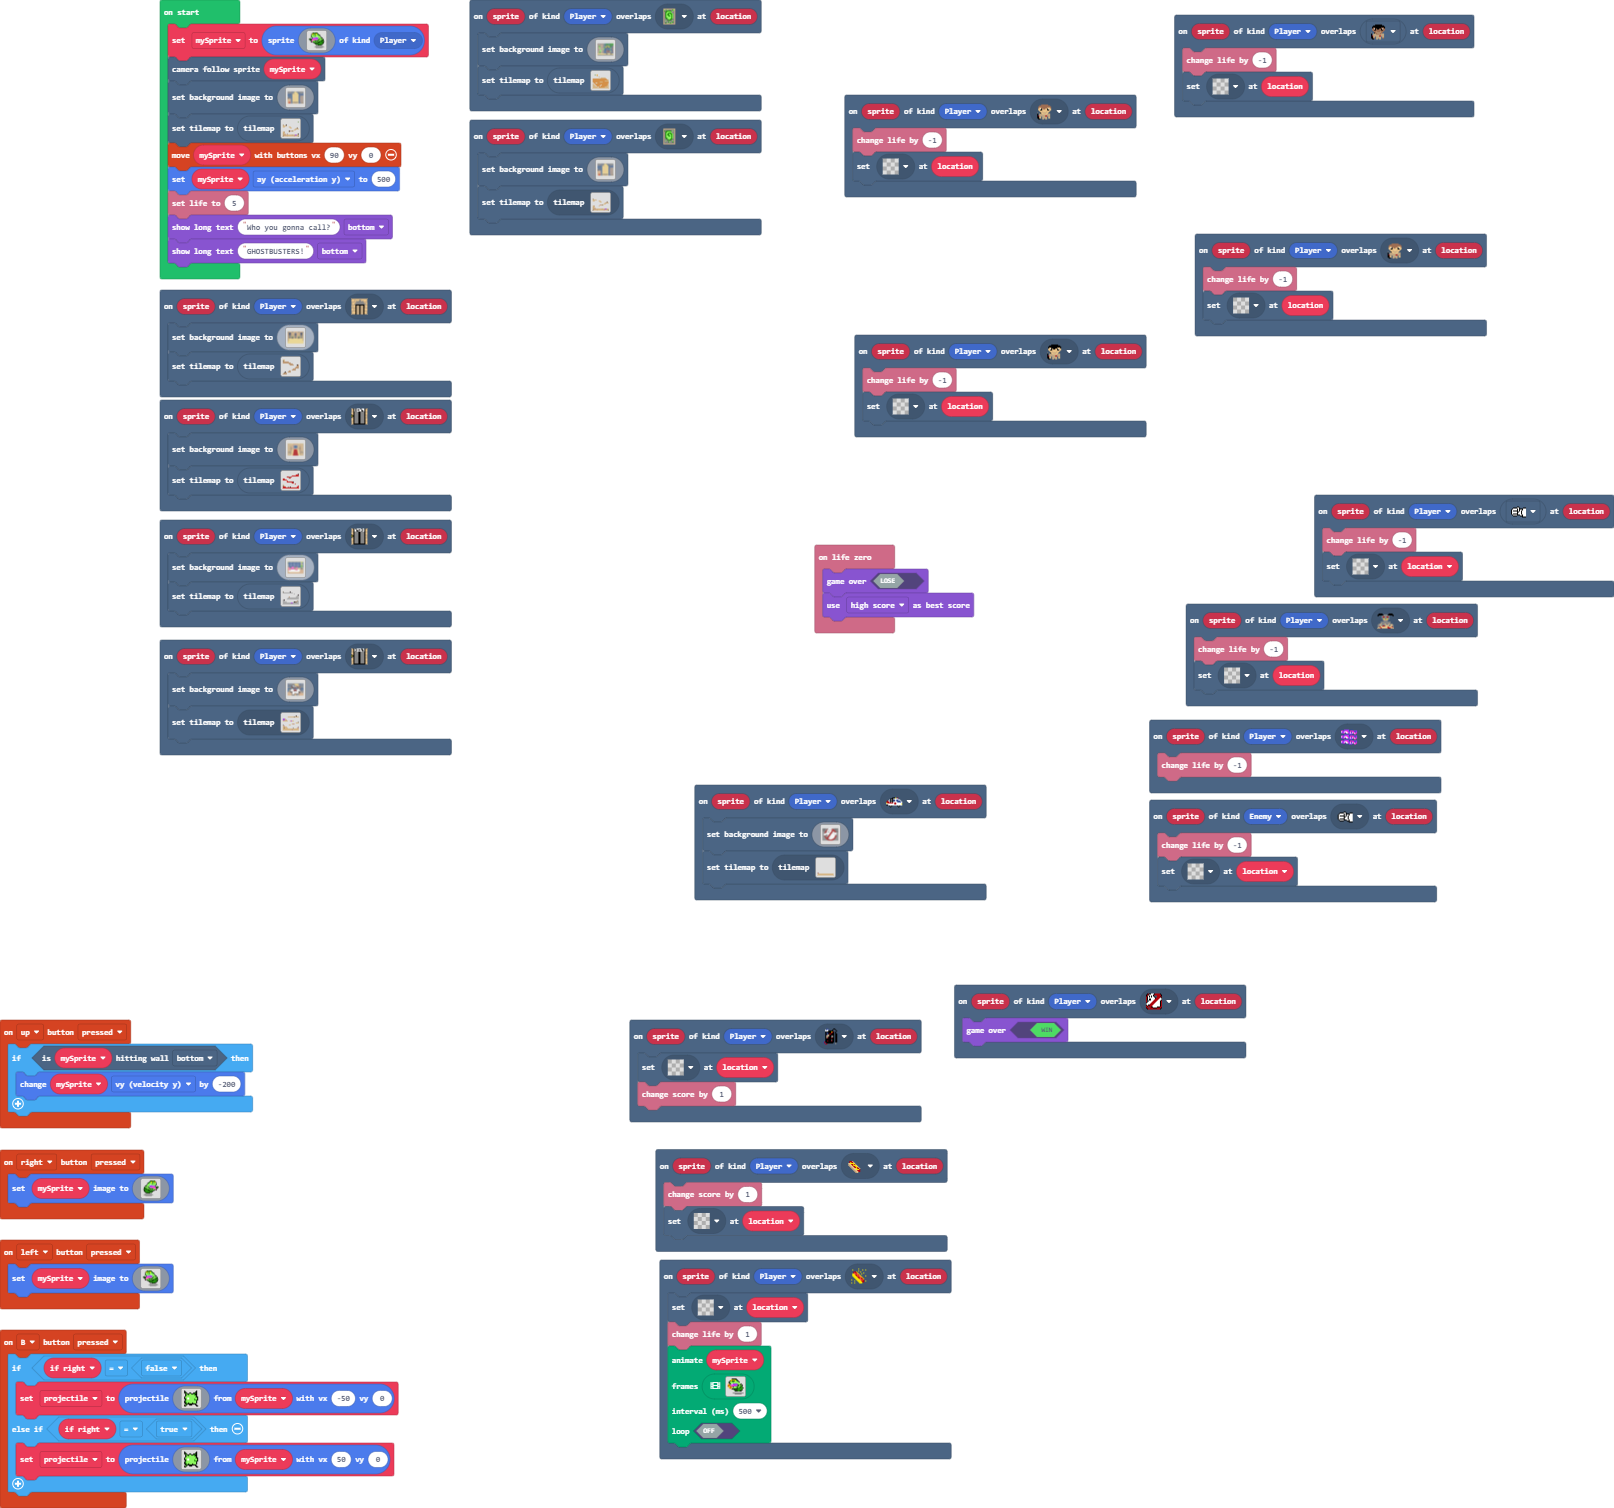 on start
set mySprite to sprite of kind Player
camera follow sprite mySprite
set background image to
set tilemap to tilemap
move mySprite with buttons vx 90 vy 0
set mySprite ay (acceleration y) to 500
set life to 5
show long text "Who you gonna call?" bottom
show long text "GHOSTBUSTERS!" bottom
on sprite of kind Player overlaps at location
set background image to
set tilemap to tilemap
on sprite of kind Player overlaps at location
set background image to
set tilemap to tilemap
on sprite of kind Player overlaps at location
set background image to
set tilemap to tilemap
on sprite of kind Player overlaps at location
set background image to
set tilemap to tilemap
on sprite of kind Player overlaps at location
set background image to
set tilemap to tilemap
on sprite of kind Player overlaps at location
set background image to
set tilemap to tilemap
on sprite of kind Player overlaps at location
change life by -1
set at location
on sprite of kind Player overlaps at location
change life by -1
set at location
on sprite of kind Player overlaps at location
change life by -1
set at location
on sprite of kind Player overlaps at location
change life by -1
set at location
on life zero
game over LOSE
use high score as best score
on sprite of kind Player overlaps at location
change life by -1
set at location
on sprite of kind Player overlaps at location
change life by -1
set at location
on sprite of kind Player overlaps at location
change life by -1
on sprite of kind Enemy overlaps at location
change life by -1
set at location
on sprite of kind Player overlaps at location
set background image to
set tilemap to tilemap
on sprite of kind Player overlaps at location
game over WIN
on up button pressed
if is mySprite hitting wall bottom then
change mySprite vy (velocity y) by -200
on right button pressed
set mySprite image to
on left button pressed
set mySprite image to
on B button pressed
if if right = false then
set projectile to projectile from mySprite with vx -50 vy 0
else if if right = true then
set projectile to projectile from mySprite with vx 50 vy 0
on sprite of kind Player overlaps at location
set at location
change score by 1
on sprite of kind Player overlaps at location
change score by 1
set at location
on sprite of kind Player overlaps at location
set at location
change life by 1
animate mySprite
frames
interval (ms) 500
loop OFF